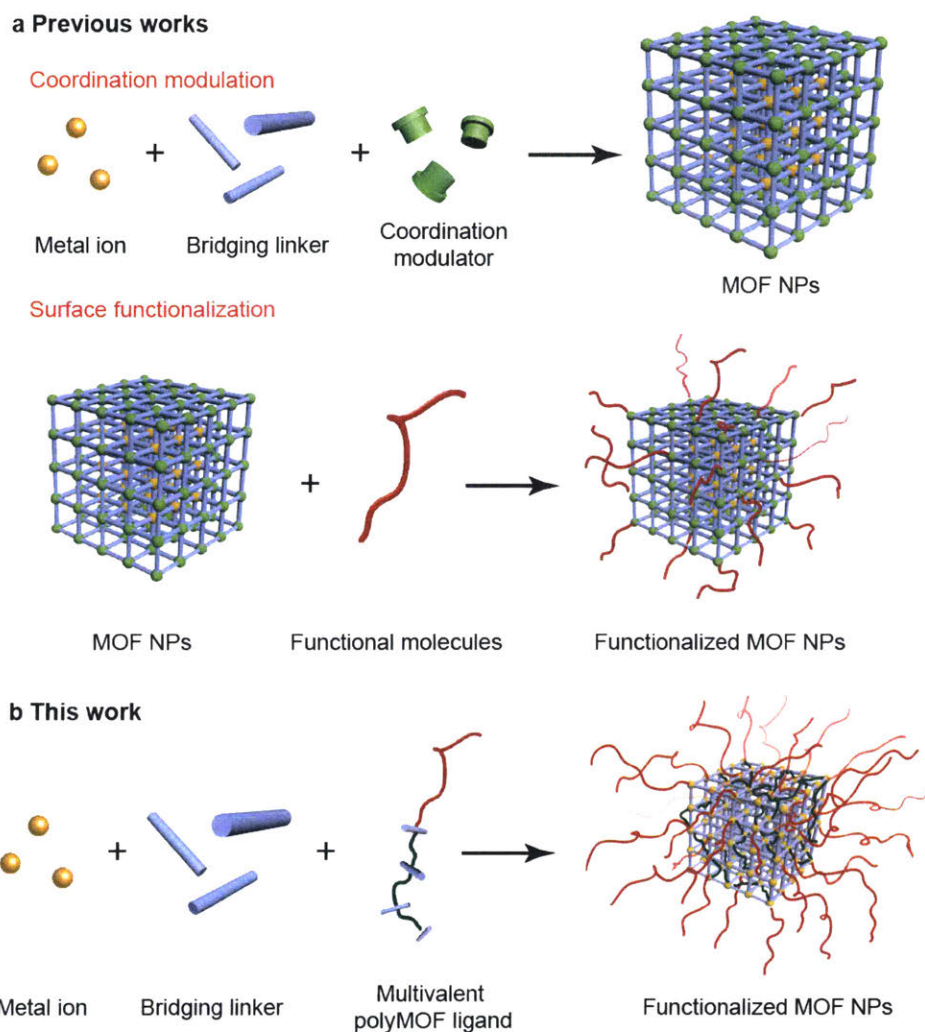 a Previous works
Coordination modulation
+
+
Metal ion
Bridging linker
Coordination
modulator
MOF NPs
Surface functionalization
+
MOF NPs
Functional molecules
Functionalized MOF NPs
b This work
+
+
Metal ion
Bridging linker
Multivalent
polyMOF ligand
Functionalized MOF NPs